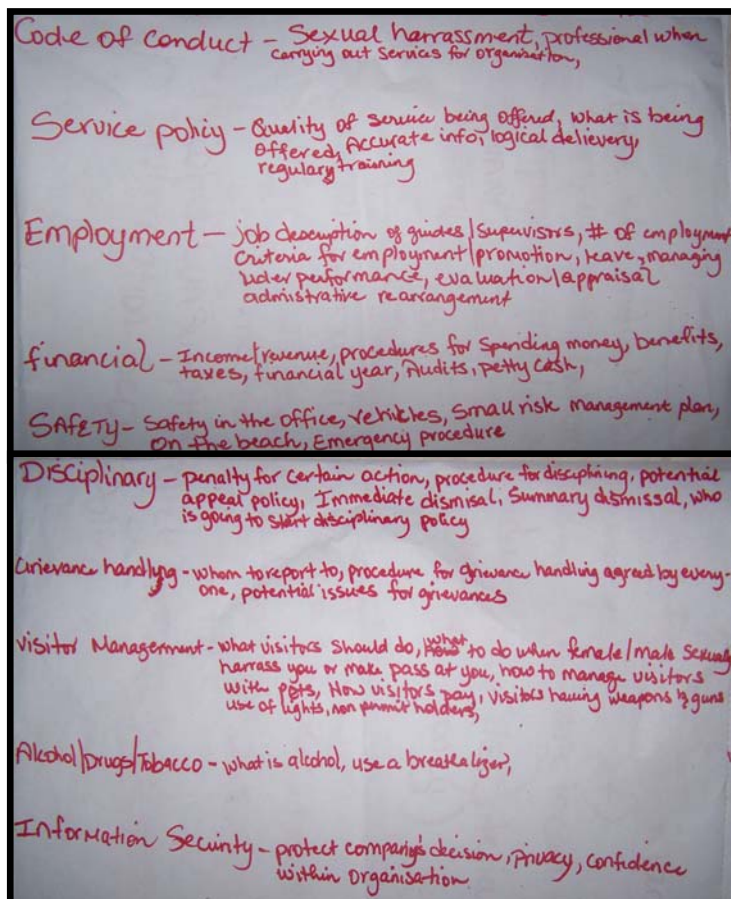 Code of conduct - Sexual harrassment, professional when
carrying out services for organisation,
Service policy - Quality of service being offered, what is being
offered, Accurate info, logical delievery,
regulary training
Employment - job description of guides/supervisors, # of employment
Criteria for employment/promotion, leave, managing
under performance, evaluation/appraisal
admistrative rearrangement
financial - Income/revenue, procedures for spending money, benefits,
taxes, financial year, Audits, petty cash,
SAFETY - Safety in the office, vehicles, Small risk management plan,
On the beach, Emergency procedure
Disciplinary - penalty for certain action, procedure for disciplining, potential
appeal policy, Immediate dismisal, Summary dismissal, who
is going to start disciplinary policy
Grievance handlyng - whom to report to, procedure for grievance handling agreed by every-
one, potential issues for grievances
Visitor Management - what visitors should do, what to do when female/male sexually
harrass you or make pass at you, how to manage visitors
with pets, How visitors pay, visitors having weapons & guns
use of lights, non permit holders,
Alcohol/Drugs/Tobacco - what is alcohol, use a breathalizer,
Information Security - protect company's decision, privacy, confidence
within organisation